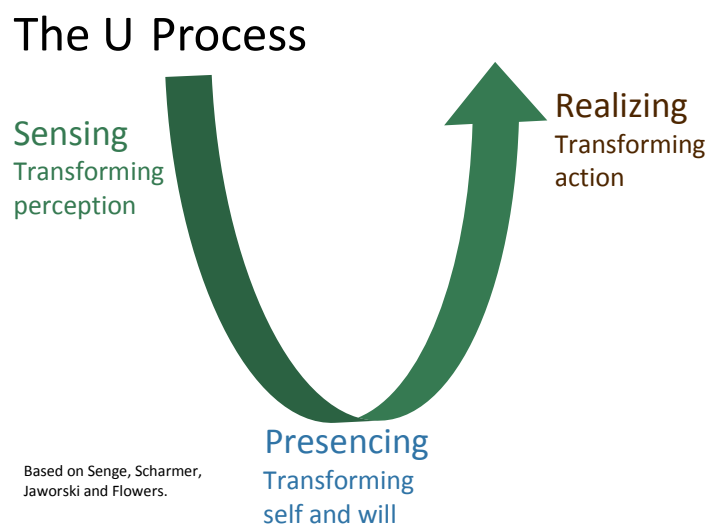 The U Process
Sensing
Transforming
perception
Realizing
Transforming
action
Presencing
Transforming
self and will
Based on Senge, Scharmer,
Jaworski and Flowers.